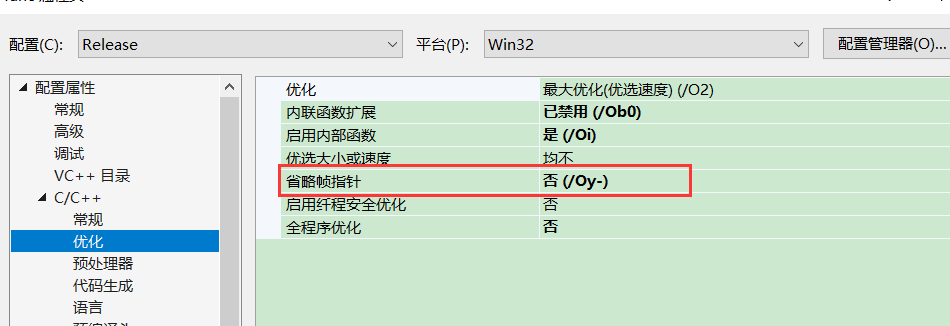 配置(C):
Release
平台(P):
Win32
配置管理器(O)...
配置属性
常规
高级
调试
VC++ 目录
C/C++
常规
优化
预处理器
代码生成
语言
优化 最大优化(优选速度) (/O2)
内联函数扩展 已禁用 (/Ob0)
启用内部函数 是 (/Oi)
优选大小或速度 均不
省略帧指针 否 (/Oy-)
启用纤程安全优化 否
全程序优化 否